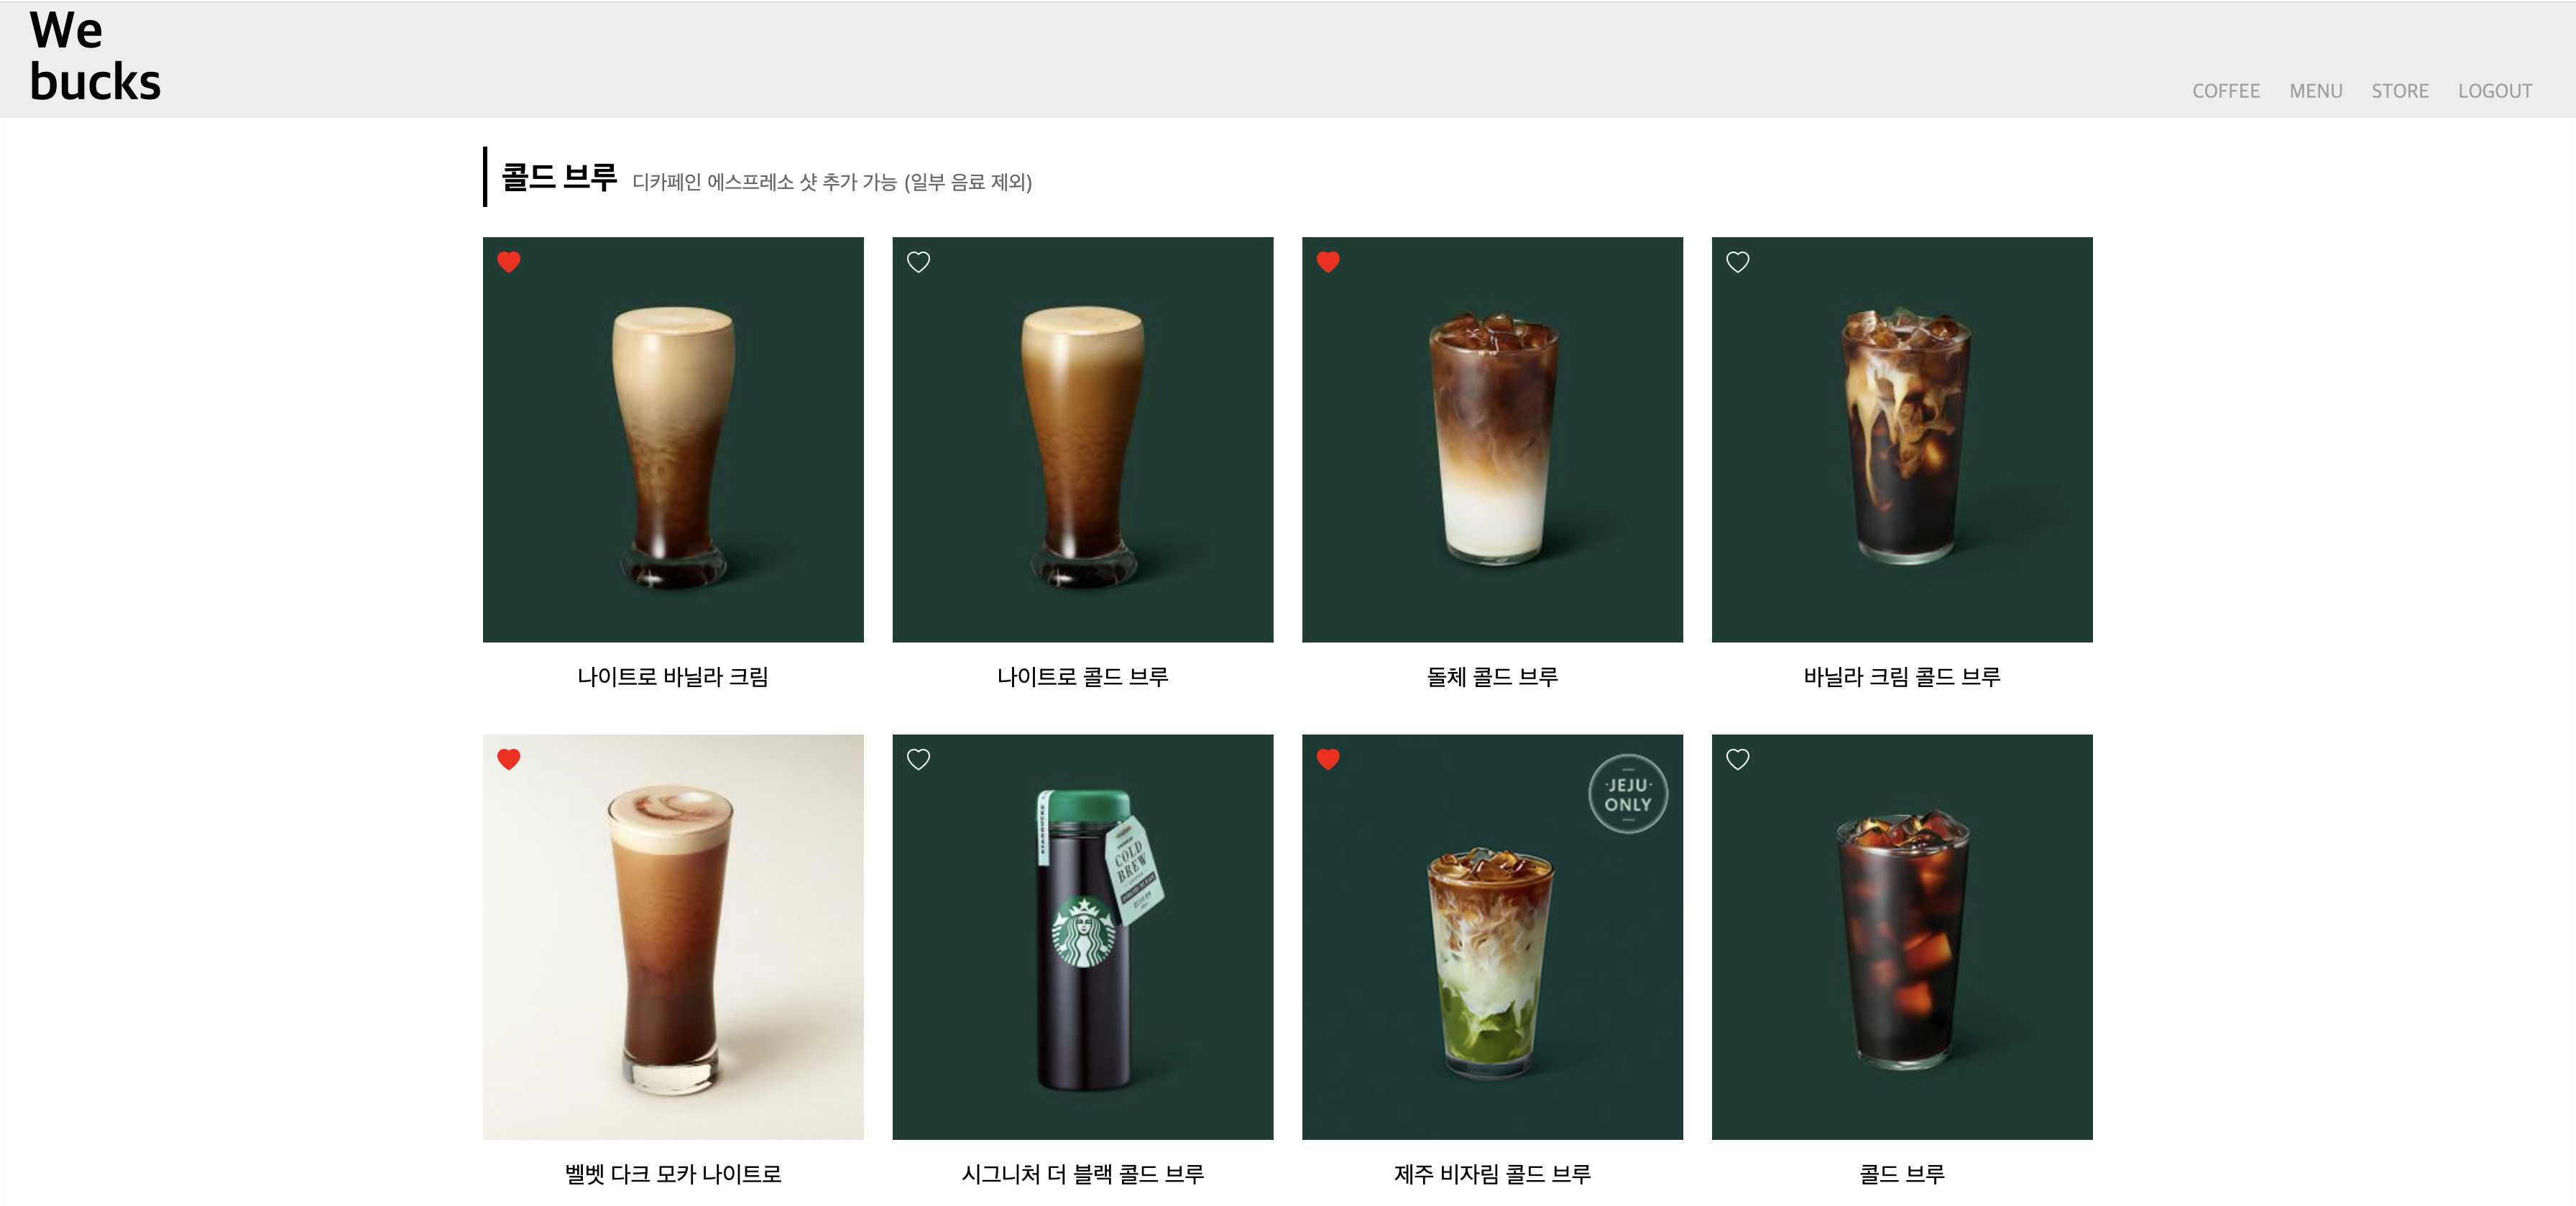 We
bucks
COFFEE MENU STORE LOGOUT
콜드 브루 디카페인 에스프레소 샷 추가 가능 (일부 음료 제외)
나이트로 바닐라 크림
나이트로 콜드 브루
돌체 콜드 브루
바닐라 크림 콜드 브루
COLD
BREW
JEJU
ONLY
벨벳 다크 모카 나이트로
시그니처 더 블랙 콜드 브루
제주 비자림 콜드 브루
콜드 브루